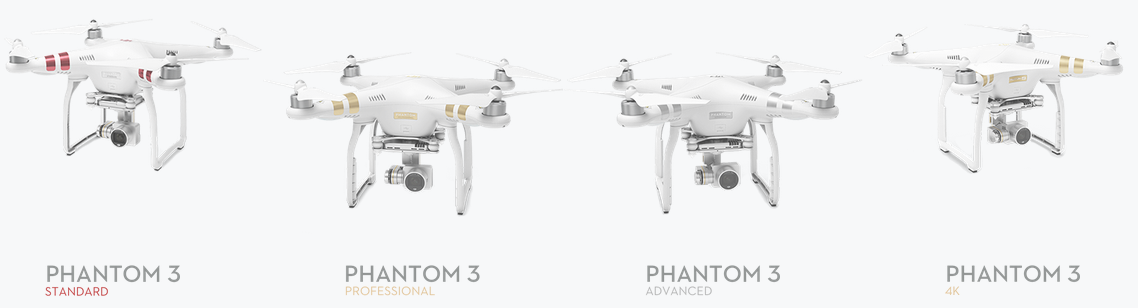 PHANTOM 3
STANDARD
PHANTOM 3
PROFESSIONAL
PHANTOM 3
ADVANCED
PHANTOM 3
4K